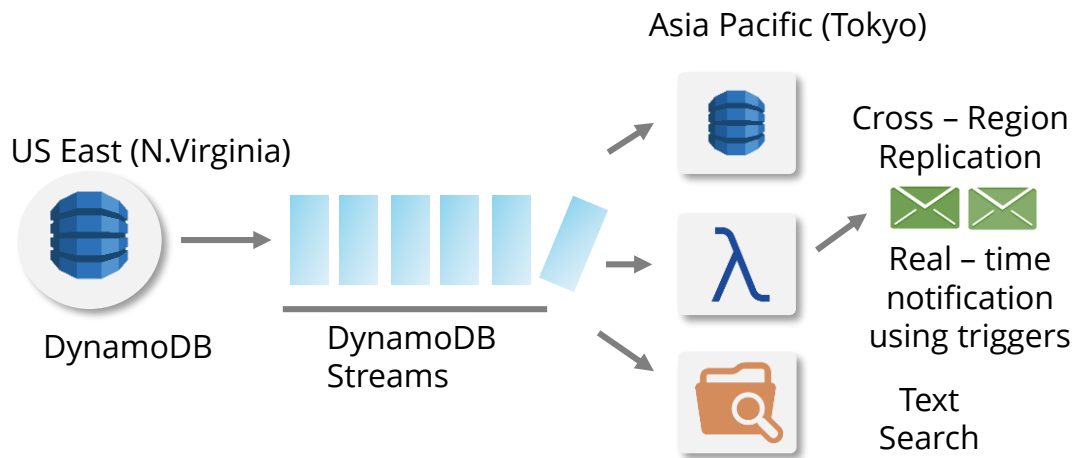 Asia Pacific (Tokyo)
US East (N.Virginia)
Cross – Region
Replication
λ
Real – time
notification
using triggers
DynamoDB
DynamoDB
Streams
Text
Search